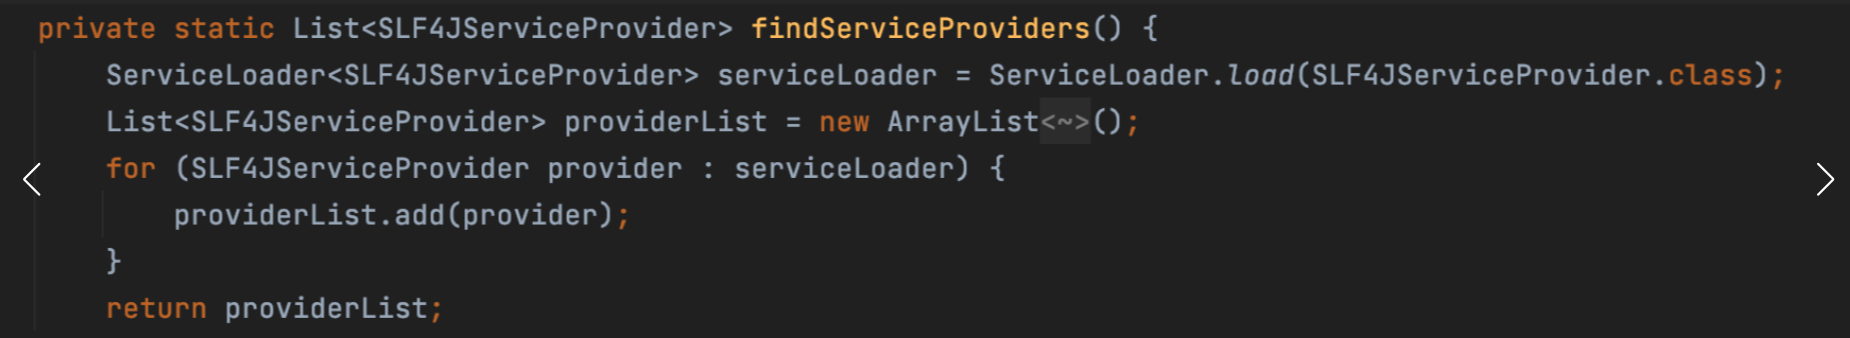 private static List<SLF4JServiceProvider> findServiceProviders() {
ServiceLoader<SLF4JServiceProvider> serviceLoader = ServiceLoader.load(SLF4JServiceProvider.class);
List<SLF4JServiceProvider> providerList = new ArrayList<~>();
for (SLF4JServiceProvider provider : serviceLoader) {
providerList.add(provider);
}
return providerList;